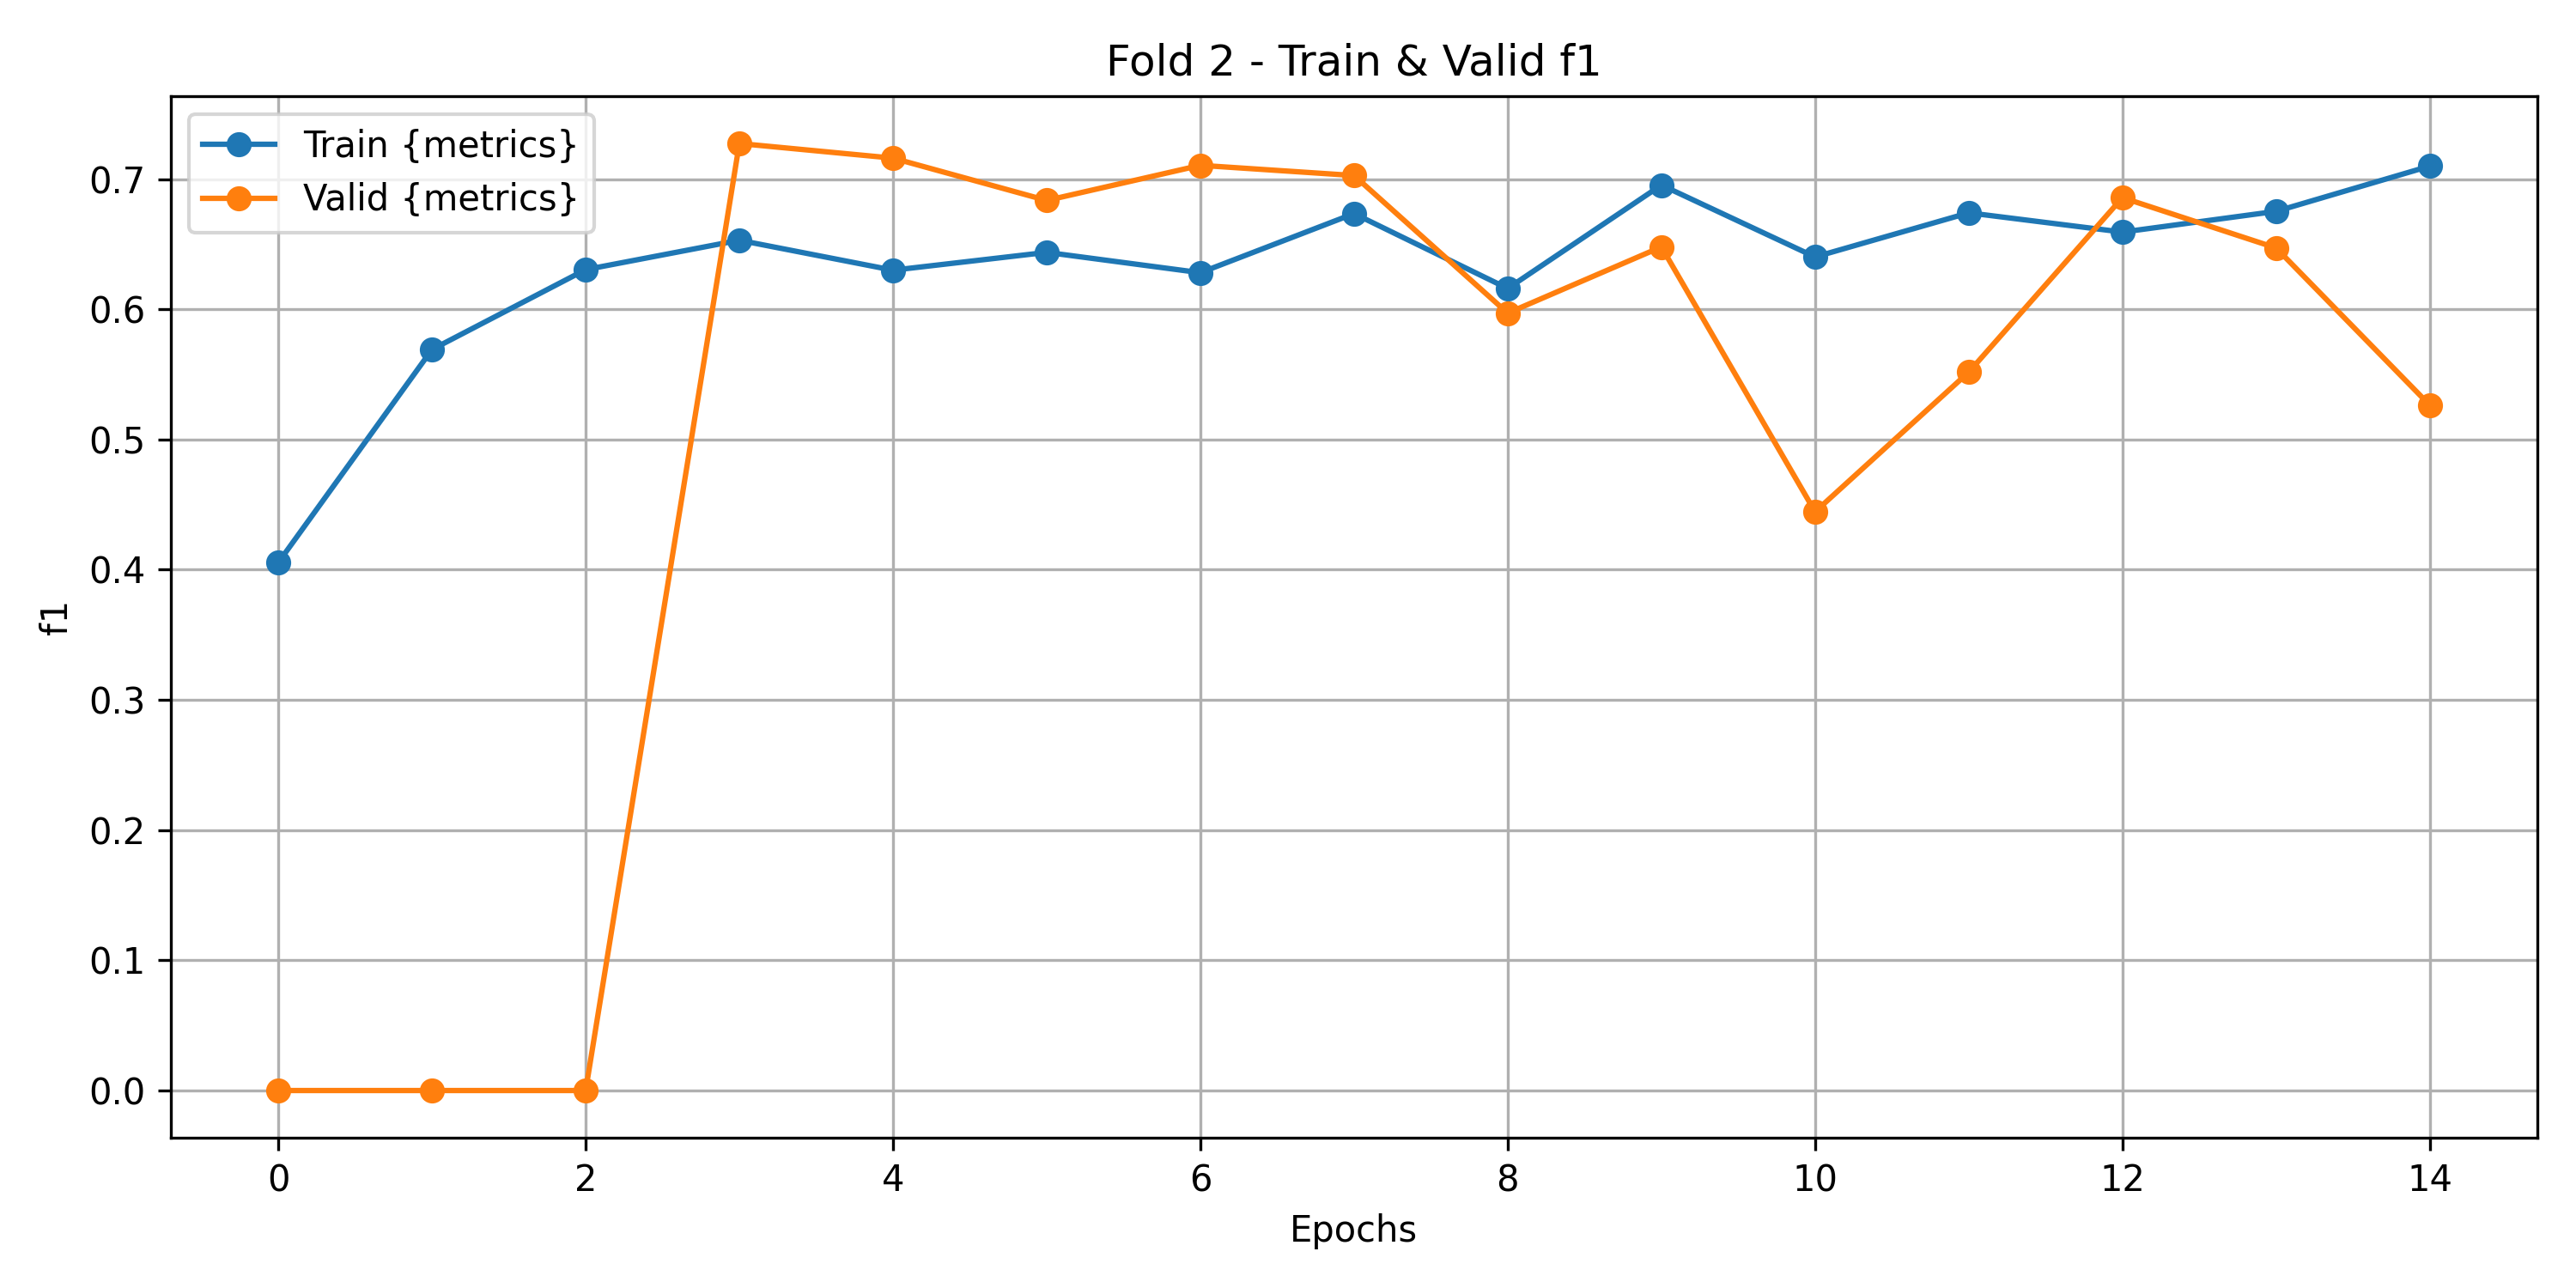 Fold 2 - Train & Valid f1
Train {metrics}
Valid {metrics}
0.7
0.6
0.5
0.4
0.3
0.2
0.1
0.0
f1
0 2 4 6 8 10 12 14
Epochs